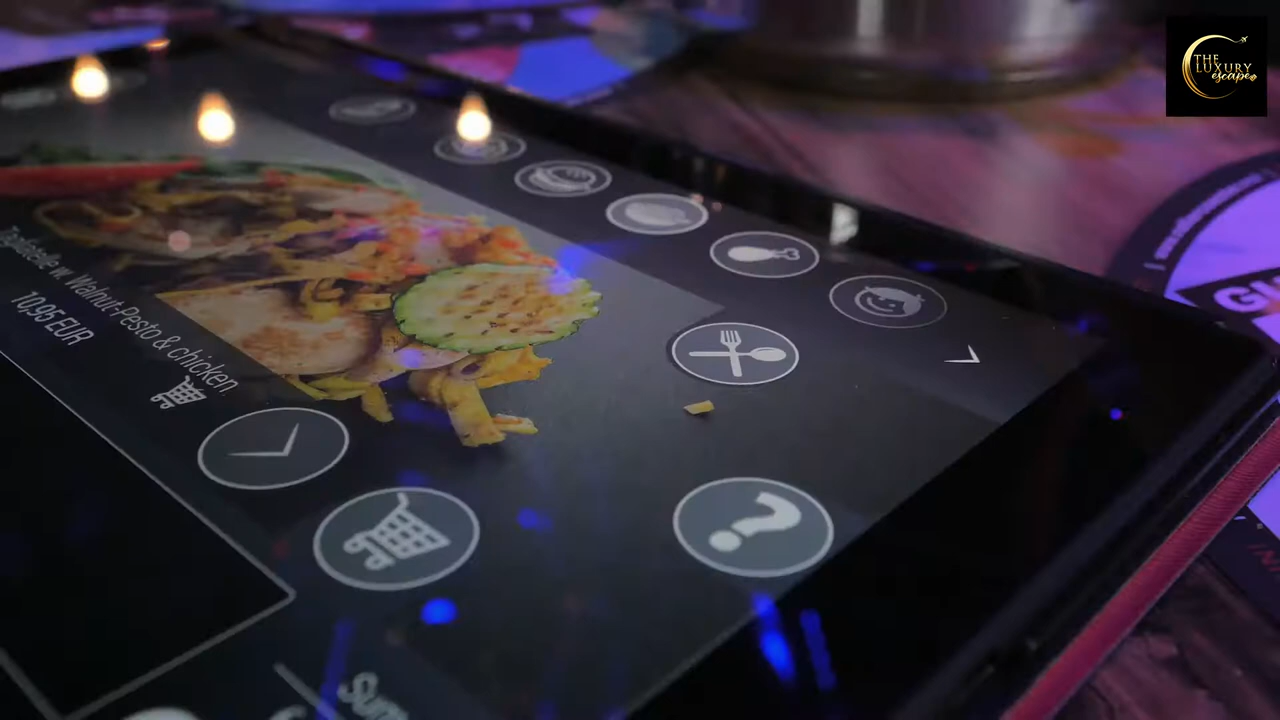 THE
LUXURY
escape
Tagliatelle w. Walnut-Pesto & chicken
10,95 EUR